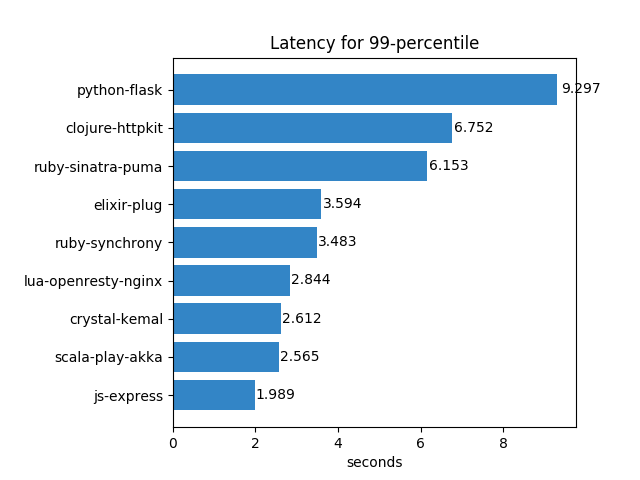 Latency for 99-percentile
python-flask 9.297
clojure-httpkit 6.752
ruby-sinatra-puma 6.153
elixir-plug 3.594
ruby-synchrony 3.483
lua-openresty-nginx 2.844
crystal-kemal 2.612
scala-play-akka 2.565
js-express 1.989
0 2 4 6 8
seconds